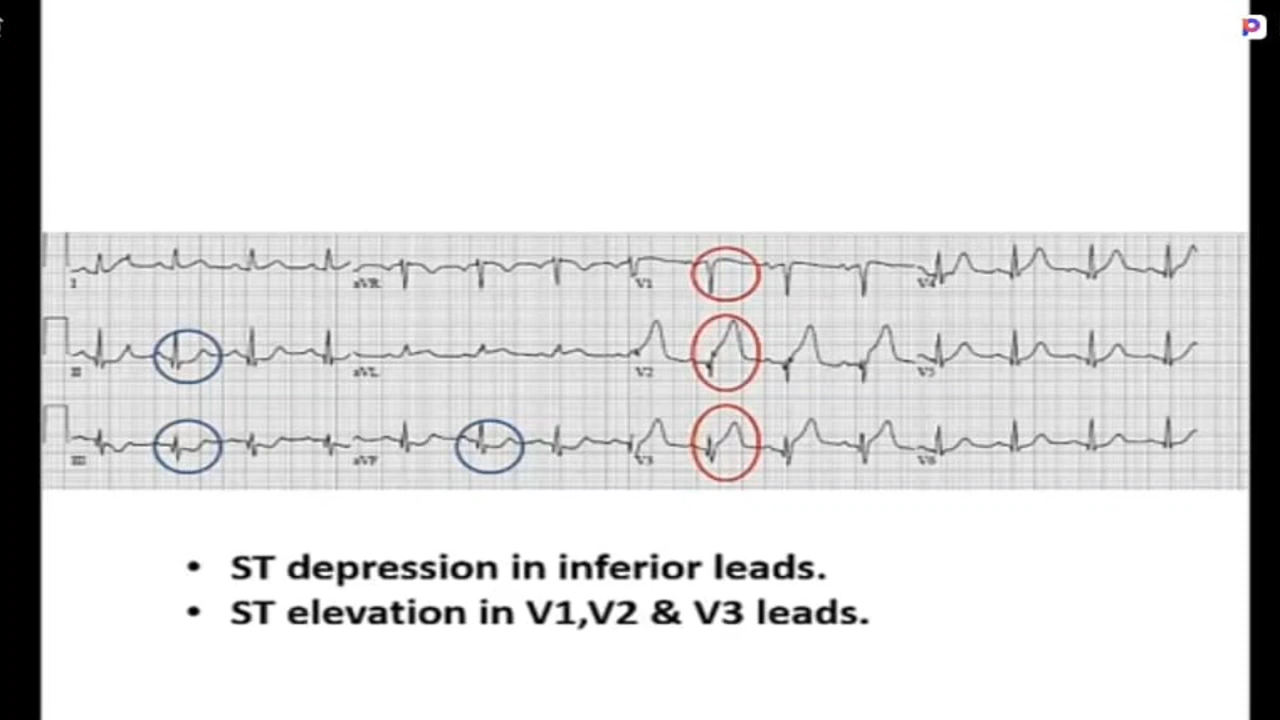 I aVR V1 V4
II aVL V2 V5
III aVF V3 V6
• ST depression in inferior leads.
• ST elevation in V1,V2 & V3 leads.